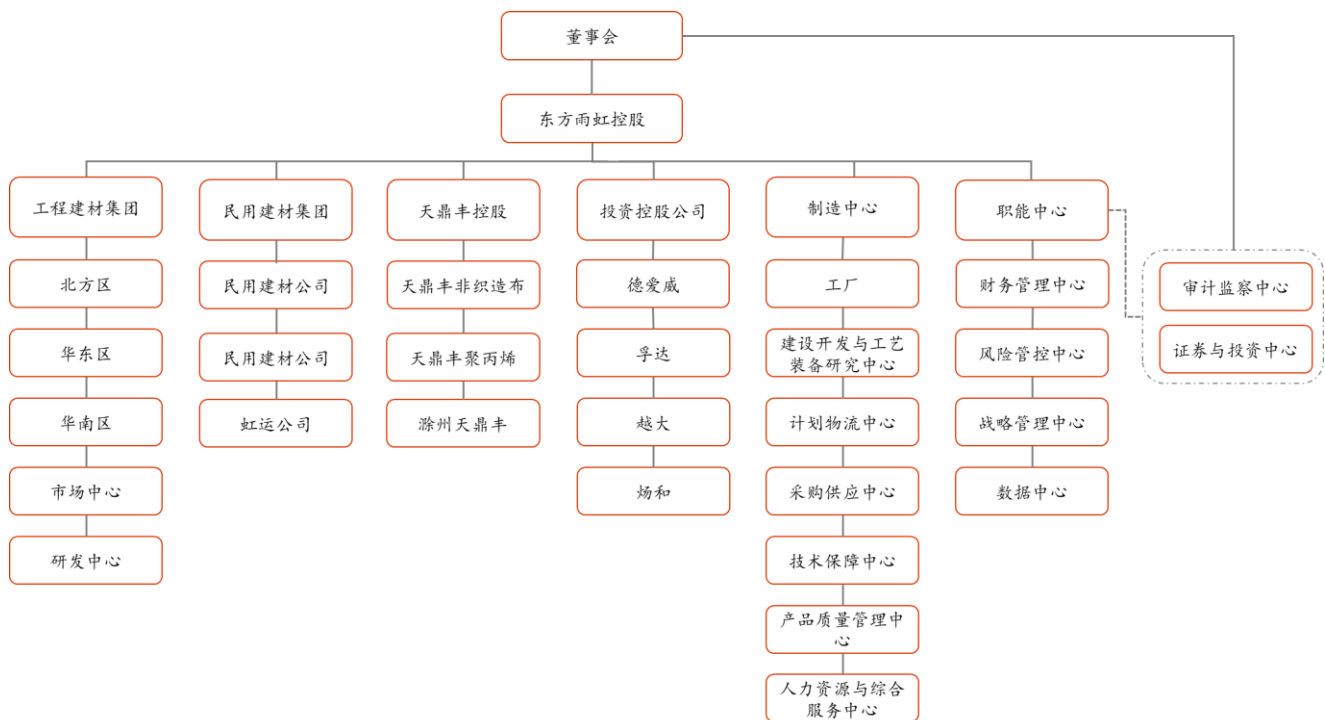 董事会
东方雨虹控股
工程建材集团
北方区
华东区
华南区
市场中心
研发中心
民用建材集团
民用建材公司
民用建材公司
虹运公司
天鼎丰控股
天鼎丰非织造布
天鼎丰聚丙烯
滁州天鼎丰
投资控股公司
德爱威
孚达
越大
炀和
制造中心
工厂
建设开发与工艺
装备研究中心
计划物流中心
采购供应中心
技术保障中心
产品质量管理中
心
人力资源与综合
服务中心
职能中心
财务管理中心
风险管控中心
战略管理中心
数据中心
审计监察中心
证券与投资中心